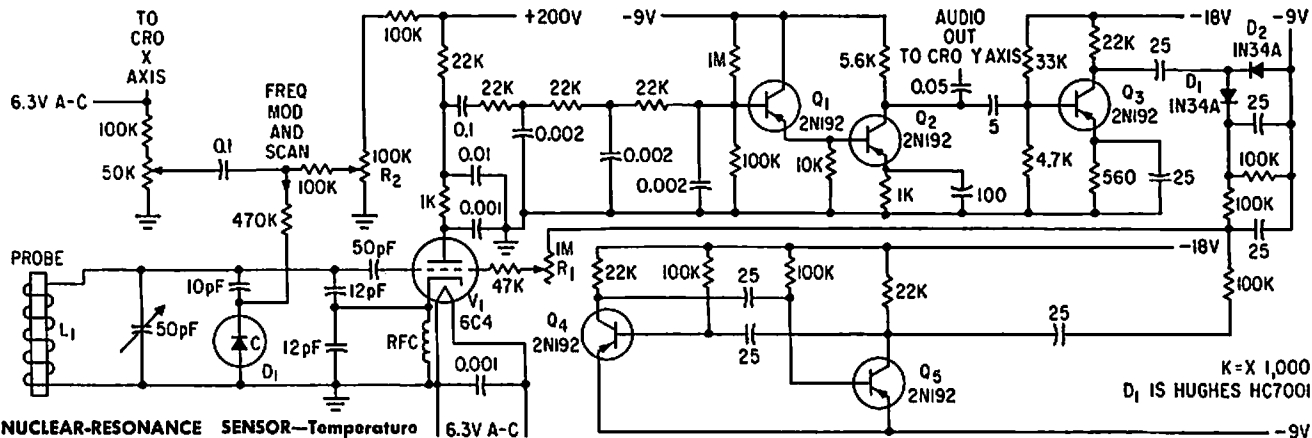 TO
CRO
X
AXIS
6.3V A-C
100K
50K
0.1
FREQ
MOD
AND
SCAN
100K
470K
100K
100K
R2
+200V
22K
0.1
22K
22K
22K
0.002
0.002
0.002
0.01
1K
0.001
-9V
1M
100K
Q1
2N192
10K
5.6K
Q2
2N192
1K
100
AUDIO
OUT
TO CRO Y AXIS
0.05
5
33K
4.7K
-18V
22K
Q3
2N192
560
25
25
D1
1N34A
D2
1N34A
-9V
25
100K
100K
25
100K
PROBE
L1
50pF
10pF
C
D1
12pF
12pF
50pF
V1
6C4
RFC
0.001
6.3V A-C
47K
1M
R1
22K
100K
25
100K
-18V
22K
Q4
2N192
25
25
Q5
2N192
-9V
K=X 1,000
D1 IS HUGHES HC7001
NUCLEAR-RESONANCE SENSOR—Temperature